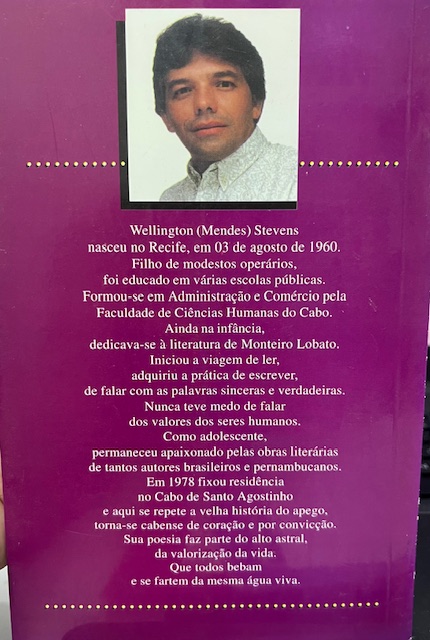 Wellington (Mendes) Stevens
nasceu no Recife, em 03 de agosto de 1960.
Filho de modestos operários,
foi educado em várias escolas públicas.
Formou-se em Administração e Comércio pela
Faculdade de Ciências Humanas do Cabo.
Ainda na infância,
dedicava-se à literatura de Monteiro Lobato.
Iniciou a viagem de ler,
adquiriu a prática de escrever,
de falar com as palavras sinceras e verdadeiras.
Nunca teve medo de falar
dos valores dos seres humanos.
Como adolescente,
permaneceu apaixonado pelas obras literárias
de tantos autores brasileiros e pernambucanos.
Em 1978 fixou residência
no Cabo de Santo Agostinho
e aqui se repete a velha história do apego,
torna-se cabense de coração e por convicção.
Sua poesia faz parte do alto astral,
da valorização da vida.
Que todos bebam
e se fartem da mesma água viva.